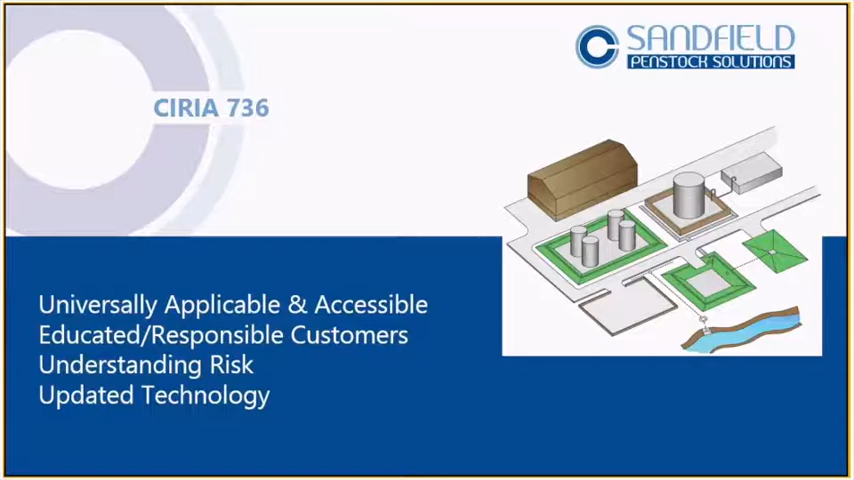 SANDFIELD
PENSTOCK SOLUTIONS
CIRIA 736
Universally Applicable & Accessible
Educated/Responsible Customers
Understanding Risk
Updated Technology